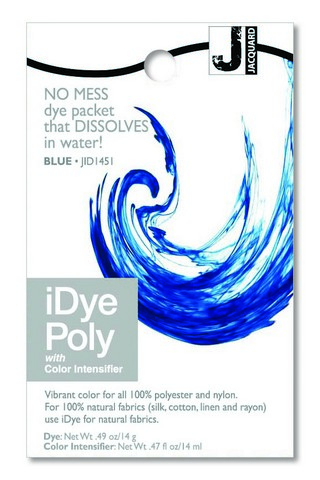 J
JACQUARD
NO MESS
dye packet
that DISSOLVES
in water!
BLUE • JID1451
iDye
Poly
with
Color Intensifier
Vibrant color for all 100% polyester and nylon.
For 100% natural fabrics (silk, cotton, linen and rayon)
use iDye for natural fabrics.
Dye: Net Wt .49 oz/14 g
Color Intensifier: Net Wt .47 fl oz/14 ml